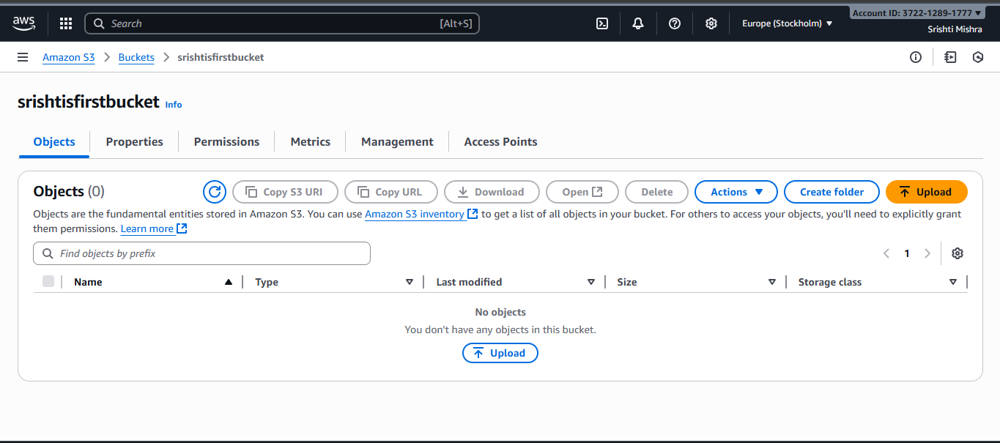 aws Search [Alt+S] Europe (Stockholm) Account ID: 3722-1289-1777
Srishti Mishra
Amazon S3 Buckets srishtisfirstbucket
srishtisfirstbucket Info
Objects Properties Permissions Metrics Management Access Points
Objects (0) Copy S3 URI Copy URL Download Open Delete Actions Create folder Upload
Objects are the fundamental entities stored in Amazon S3. You can use Amazon S3 inventory to get a list of all objects in your bucket. For others to access your objects, you'll need to explicitly grant
them permissions. Learn more
Find objects by prefix 1
Name Type Last modified Size Storage class
No objects
You don't have any objects in this bucket.
Upload